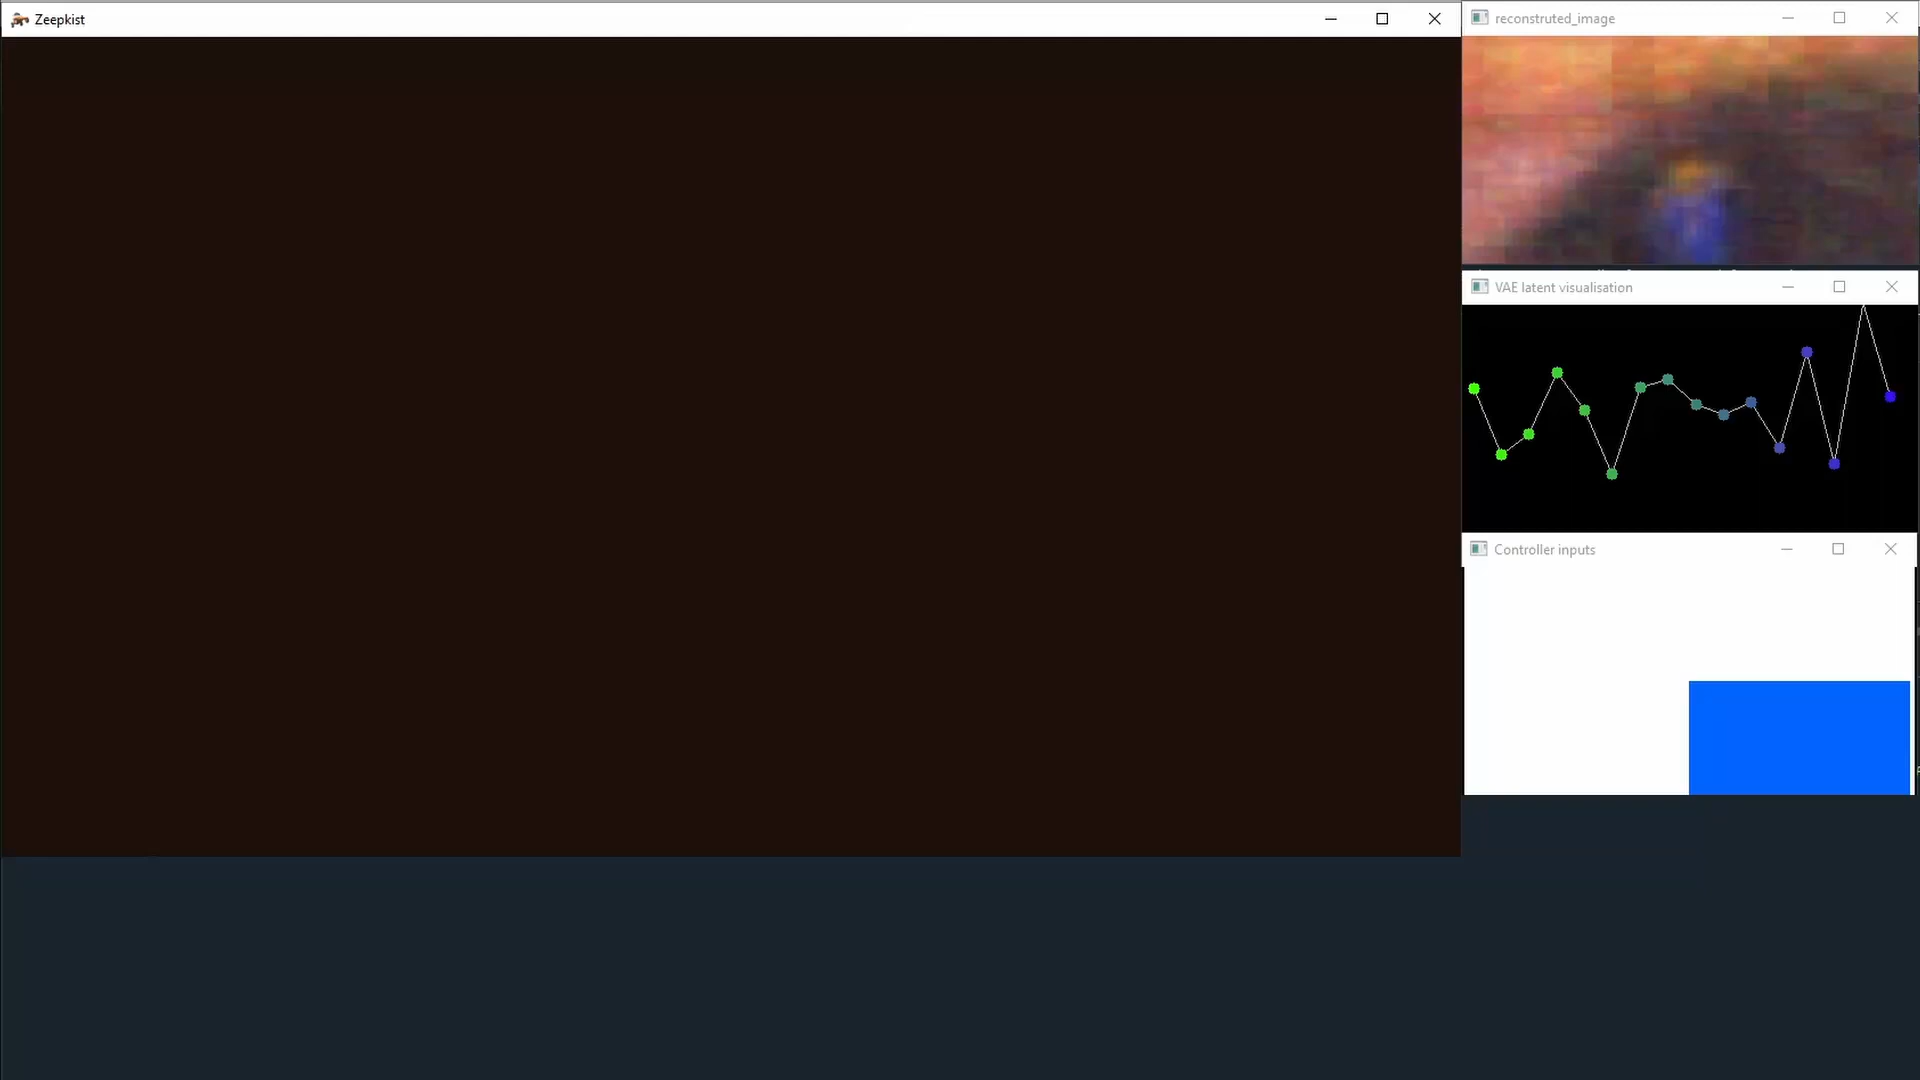 Zeepkist
reconstruted_image
VAE latent visualisation
Controller inputs